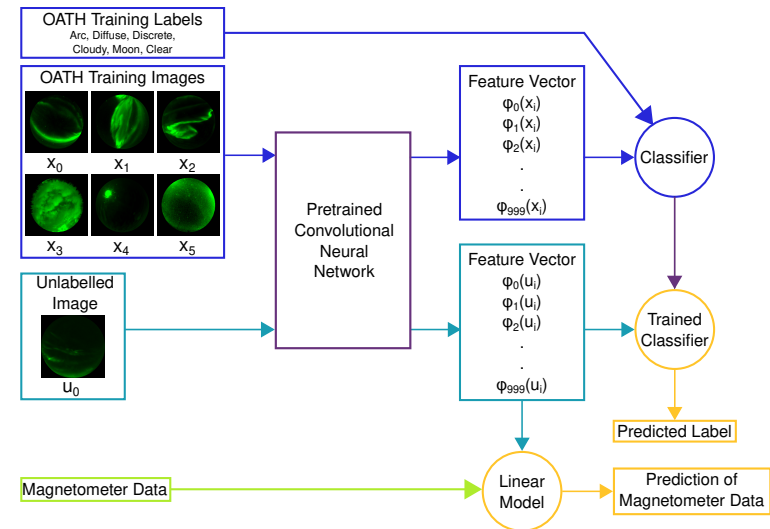 OATH Training Labels
Arc, Diffuse, Discrete,
Cloudy, Moon, Clear
OATH Training Images
x₀ x₁ x₂
x₃ x₄ x₅
Unlabelled
Image
u₀
Pretrained
Convolutional
Neural
Network
Feature Vector
φ₀(xᵢ)
φ₁(xᵢ)
φ₂(xᵢ)
.
.
φ₉₉₉(xᵢ)
Classifier
Feature Vector
φ₀(uᵢ)
φ₁(uᵢ)
φ₂(uᵢ)
.
.
φ₉₉₉(uᵢ)
Trained
Classifier
Predicted Label
Magnetometer Data
Linear
Model
Prediction of
Magnetometer Data